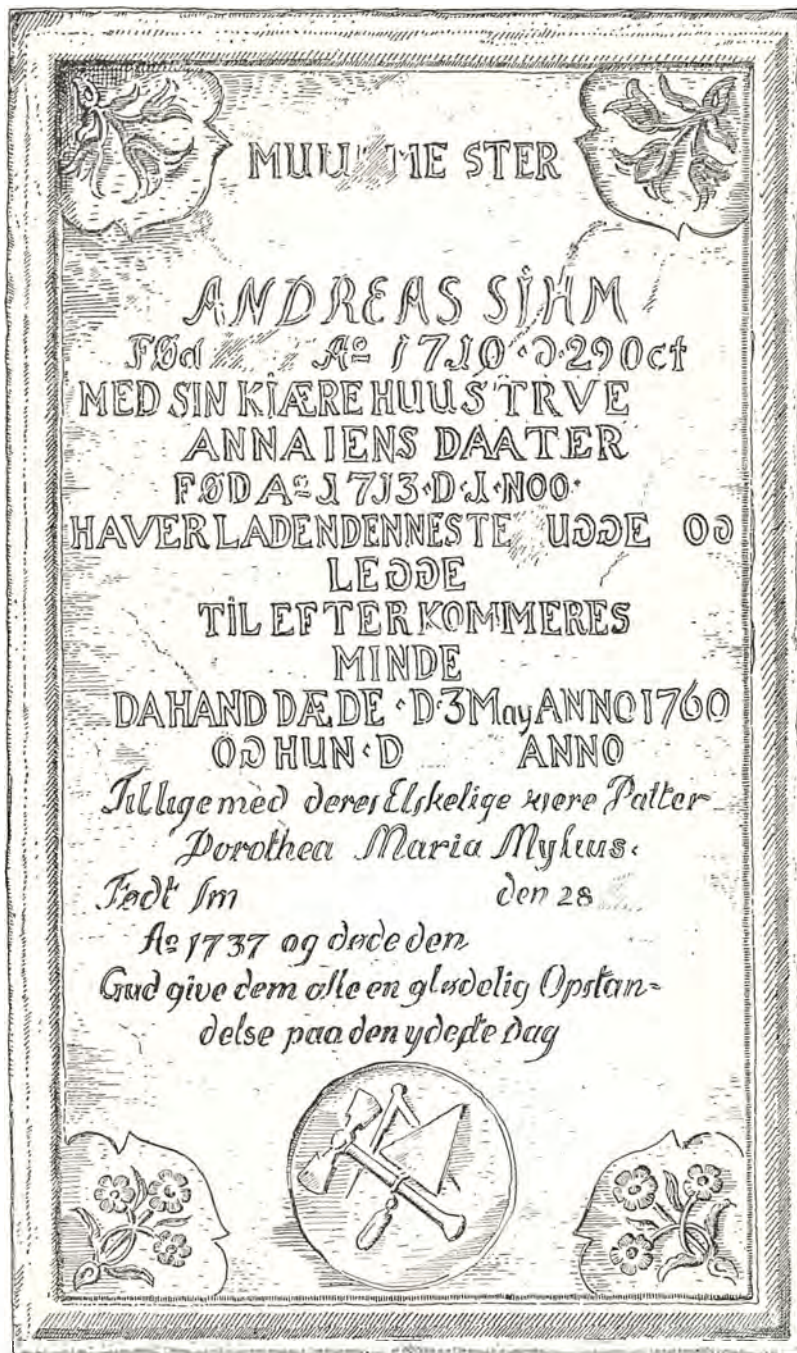 MUU ME STER
ANDREAS SIHM
Fød Aº 1710 · D · 29 Oct
MED SIN KIÆRE HUUSTRVE
ANNA IENS DAATER
FØD Aº 1713 · D · 1 · NOO ·
HAVER LADEN DENNE STE UGGE OG
LEGGE
TIL EFTERKOMMERES
MINDE
DA HAND DÆDE · D · 3 May ANNO 1760
OG HUN · D ANNO
Tillige med deres Elskelige kiere Datter
Dorothea Maria Mylius.
Født Im den 28
Aº 1737 og døde den
Gud give dem alle en glædelig Opstan=
delse paa den yderste Dag